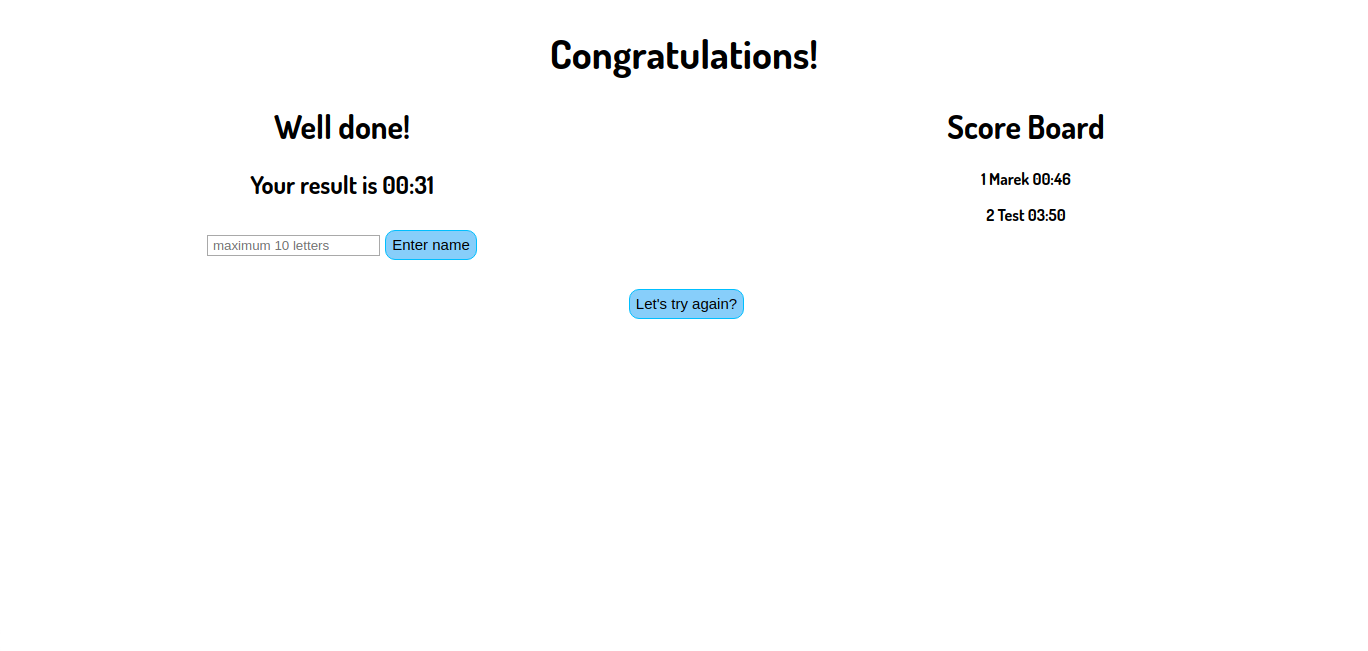 Congratulations!
Well done!
Your result is 00:31
maximum 10 letters Enter name
Score Board
1 Marek 00:46
2 Test 03:50
Let's try again?